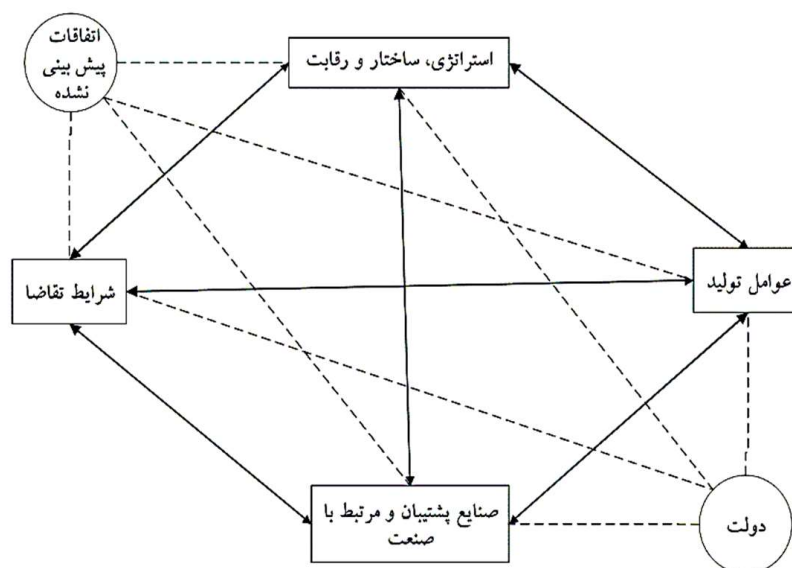 اتفاقات
پیش بینی
نشده
استراتژی، ساختار و رقابت
عوامل تولید
شرایط تقاضا
صنایع پشتیبان و مرتبط با
صنعت
دولت